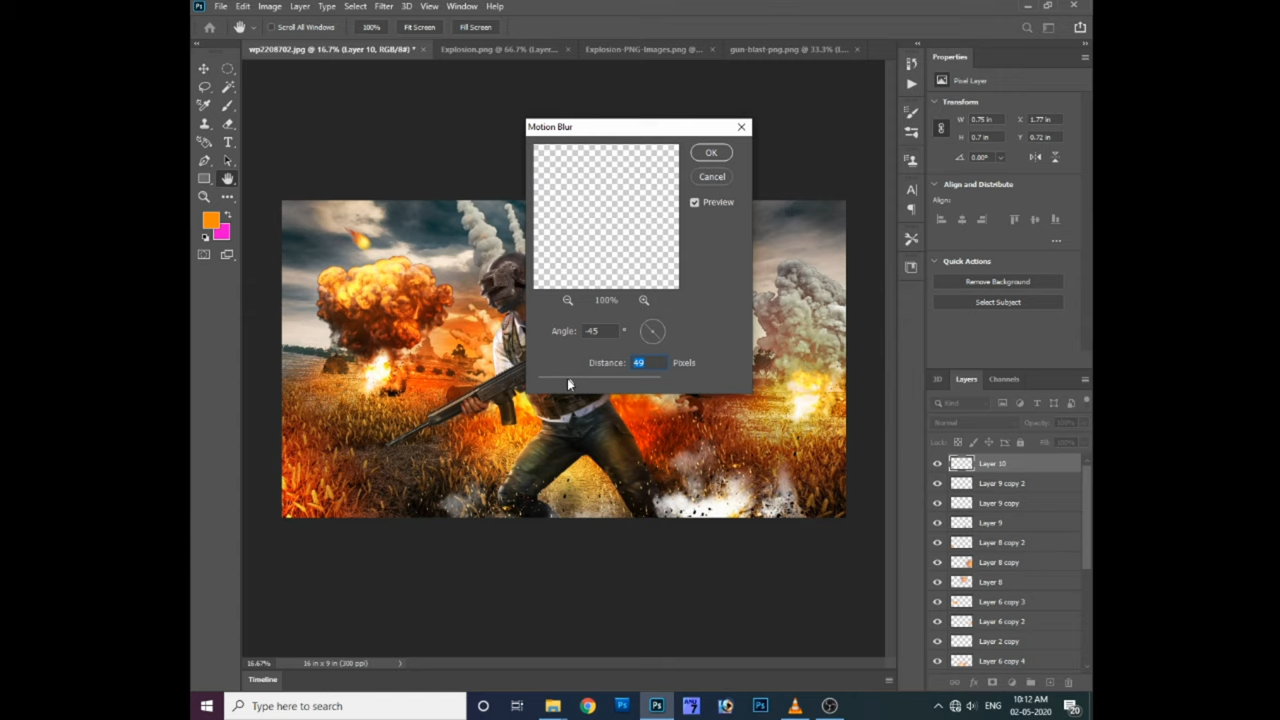 Ps File Edit Image Layer Type Select Filter 3D View Window Help
Scroll All Windows 100% Fit Screen Fill Screen
wp2208702.jpg @ 16.7% (Layer 10, RGB/8#) * × Explosion.png @ 66.7% (Layer... × Explosion-PNG-Images.png @... × gun-blast-png.png @ 33.3% (L... ×
Properties
Pixel Layer
Transform
W 0.75 in X 1.77 in
H 0.7 in Y 0.72 in
0.00°
Align and Distribute
Align:
Quick Actions
Remove Background
Select Subject
Motion Blur
OK
Cancel
Preview
100%
Angle: -45 °
Distance: 49 Pixels
3D Layers Channels
Kind
Normal Opacity: 100%
Lock: Fill: 100%
Layer 10
Layer 9 copy 2
Layer 9 copy
Layer 9
Layer 8 copy 2
Layer 8 copy
Layer 8
Layer 6 copy 3
Layer 6 copy 2
Layer 2 copy
Layer 6 copy 4
16.67% 16 in x 9 in (300 ppi)
Timeline
Type here to search
ENG
10:12 AM
02-05-2020
20